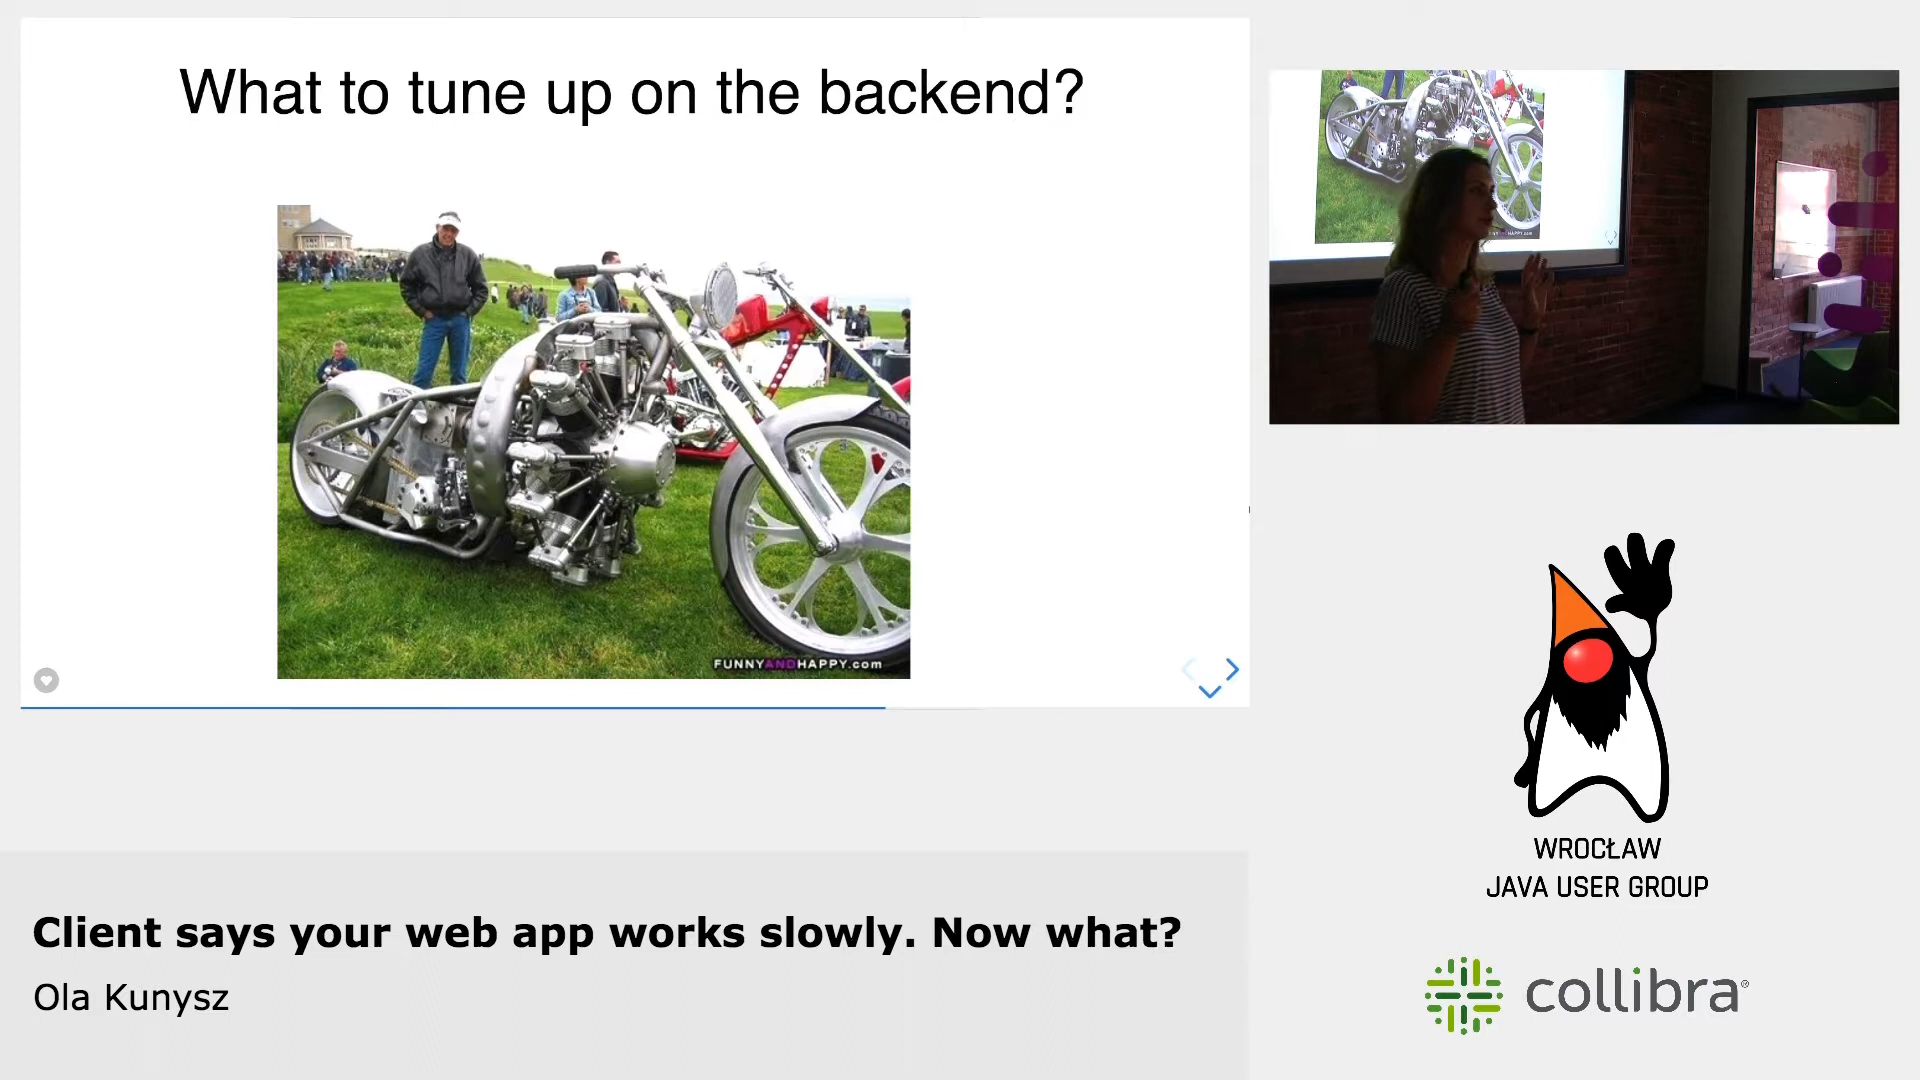 What to tune up on the backend?
FUNNYANDHAPPY.com
Client says your web app works slowly. Now what?
Ola Kunysz
WROCŁAW
JAVA USER GROUP
collibra®